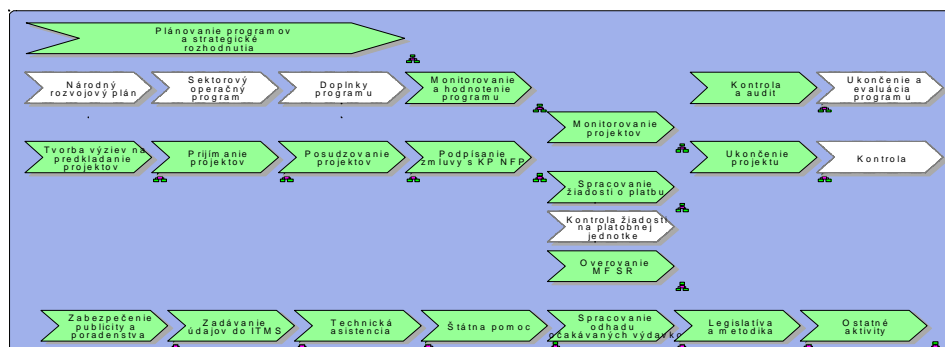 Plánovanie programov
a strategické
rozhodnutia
Národný
rozvojový plán
Sektorový
operačný
program
Doplnky
programu
Monitorovanie
a hodnotenie
programu
Kontrola
a audit
Ukončenie a
evaluácia
programu
Monitorovanie
projektov
Tvorba výziev na
predkladanie
projektov
Prijímanie
projektov
Posudzovanie
projektov
Podpísanie
zmluvy s KP NFP
Ukončenie
projektu
Kontrola
Spracovanie
žiadosti o platbu
Kontrola žiadostí
na platobnej
jednotke
Overovanie
MF SR
Zabezpečenie
publicity a
poradenstva
Zadávanie
údajov do ITMS
Technická
asistencia
Štátna pomoc
Spracovanie
odhadu
očakávaných výdavko
Legislatíva
a metodika
Ostatné
aktivity